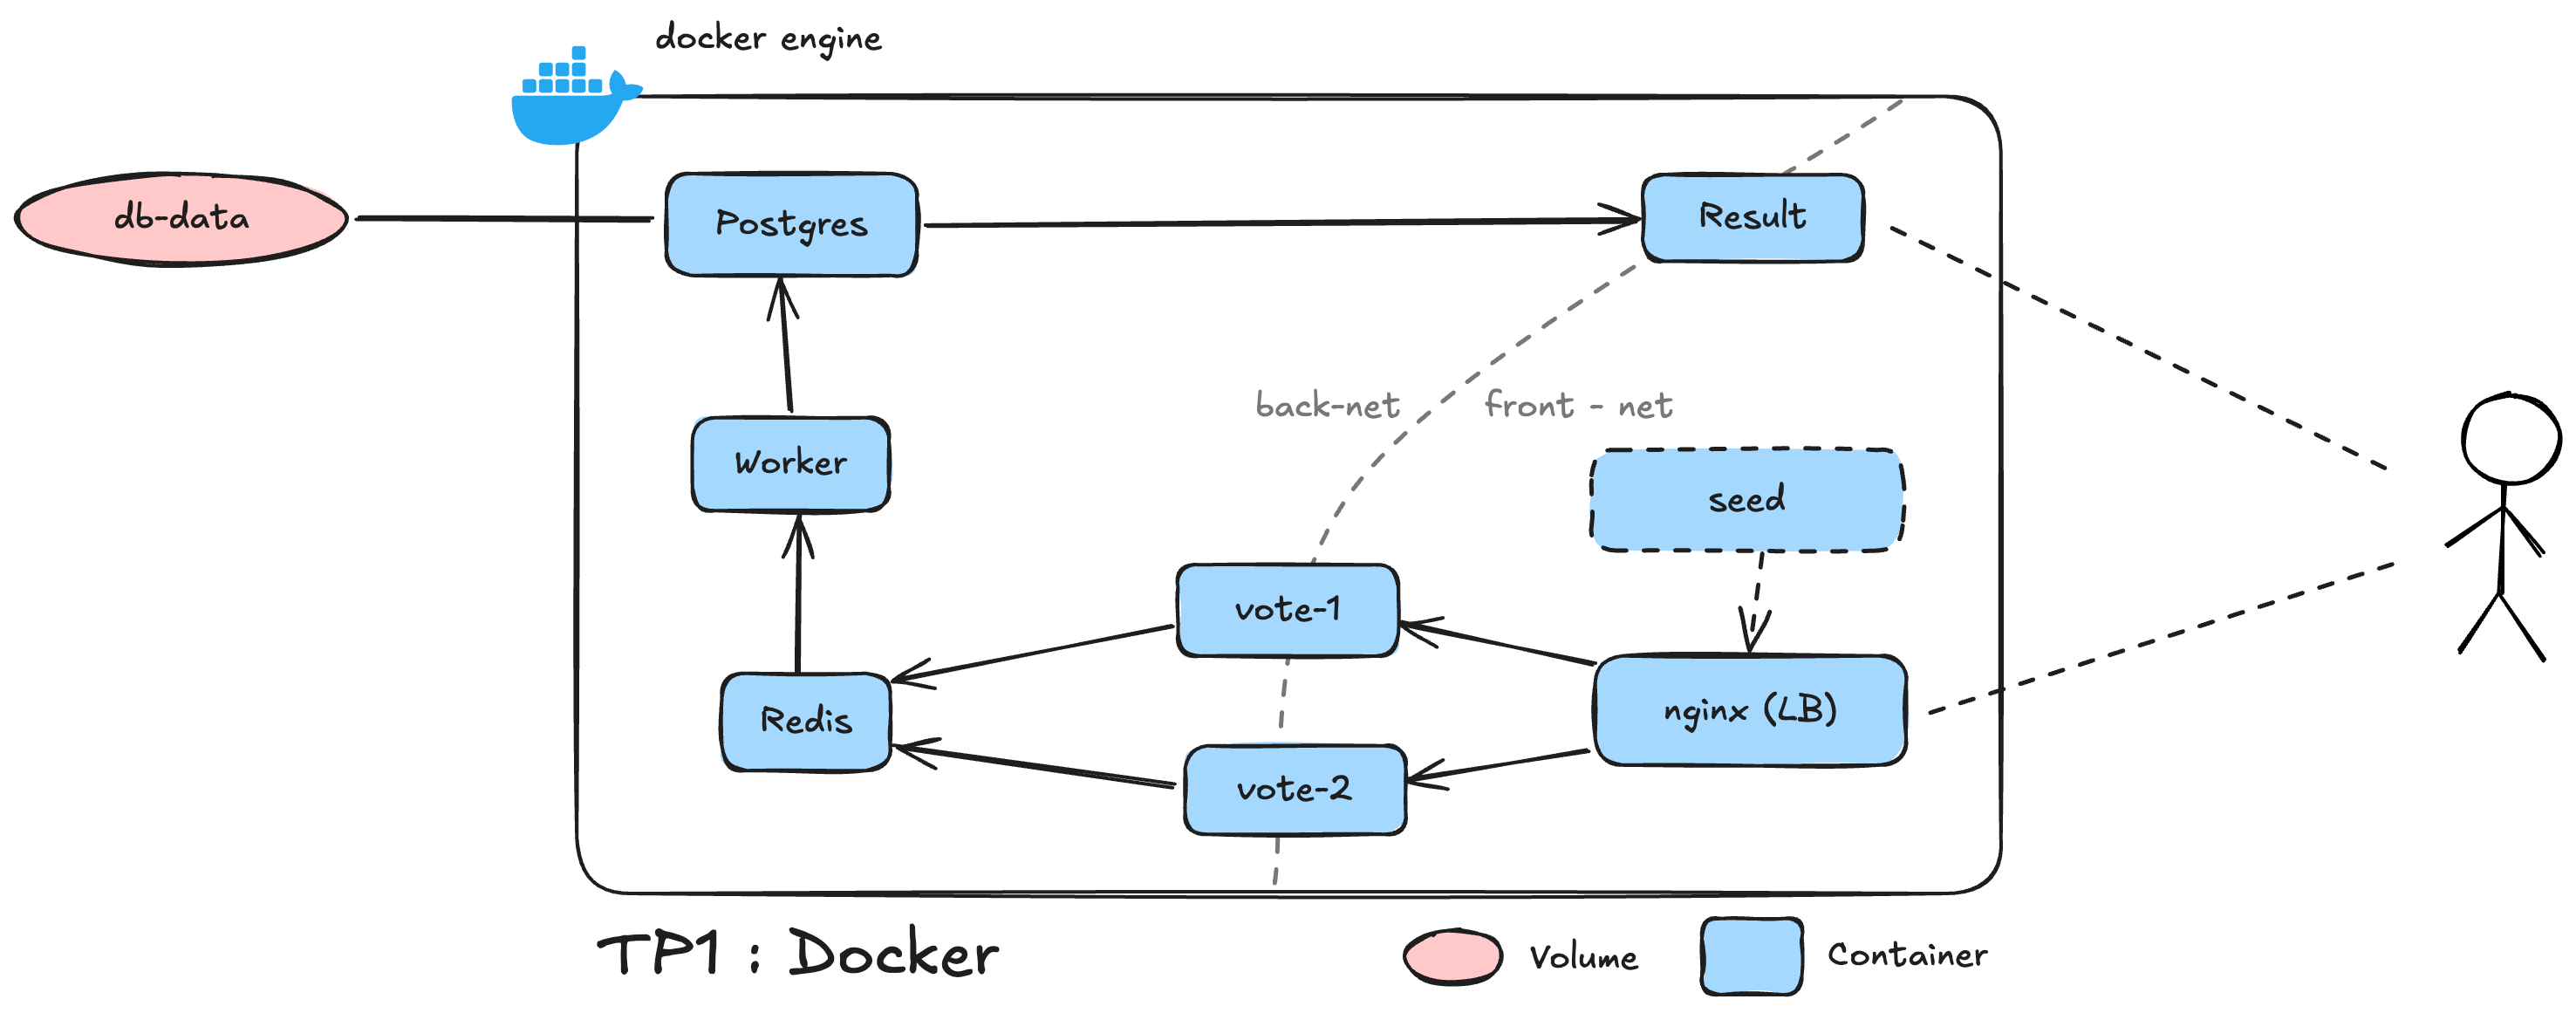 docker engine
db-data
Postgres
Result
back-net
front - net
Worker
seed
vote-1
Redis
nginx (LB)
vote-2
TP1 : Docker
Volume
Container